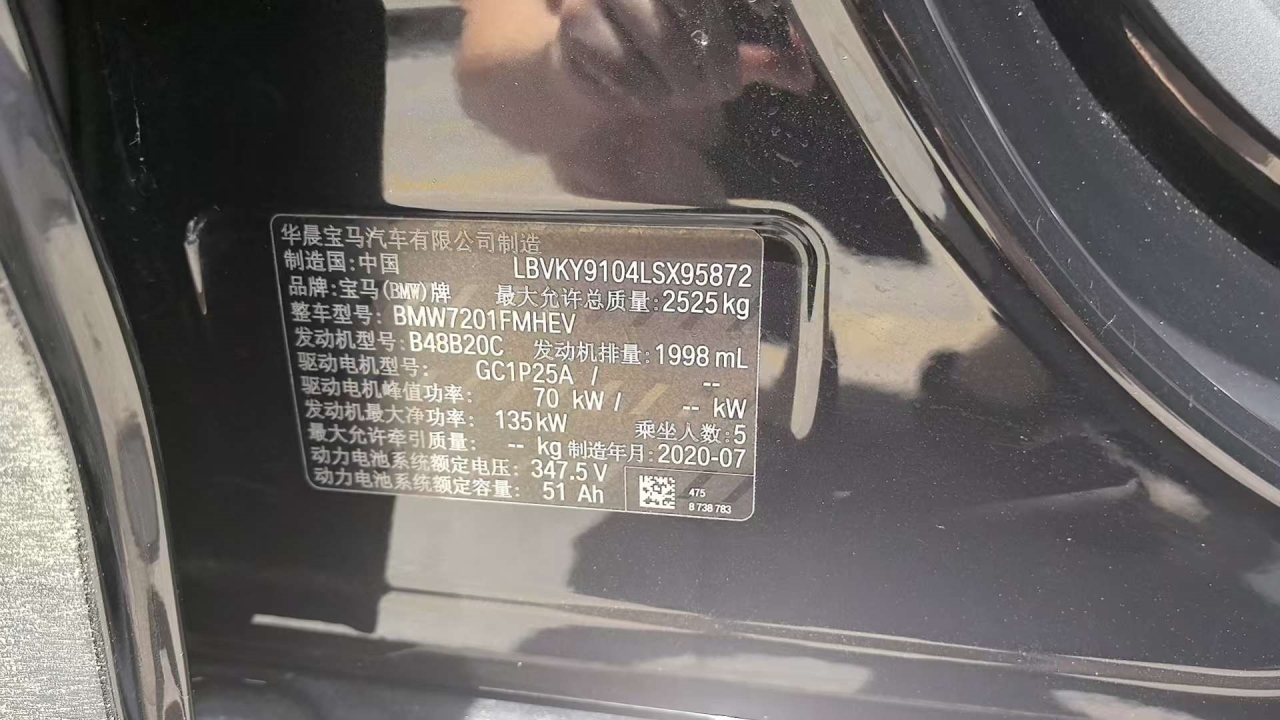 华晨宝马汽车有限公司制造
制造国:中国 LBVKY9104LSX95872
品牌:宝马(BMW)牌 最大允许总质量:2525kg
整车型号: BMW7201FMHEV
发动机型号:B48B20C 发动机排量:1998 mL
驱动电机型号: GC1P25A / --
驱动电机峰值功率: 70 kW / -- kW
发动机最大净功率: 135kW 乘坐人数:5
最大允许牵引质量: -- kg 制造年月:2020-07
动力电池系统额定电压: 347.5 V
动力电池系统额定容量: 51 Ah
475
8 738 783